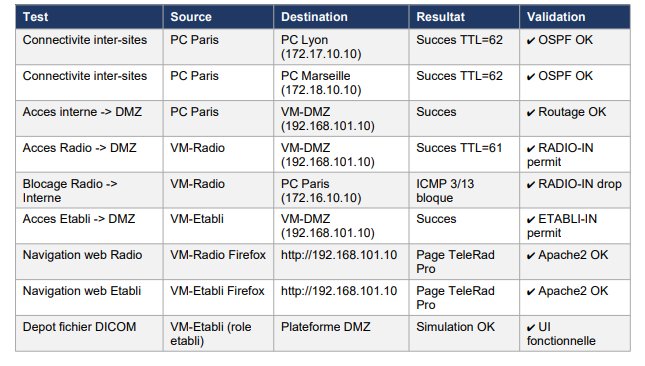 Test Source Destination Resultat Validation
Connectivite inter-sites PC Paris PC Lyon (172.17.10.10) Succes TTL=62 ✔ OSPF OK
Connectivite inter-sites PC Paris PC Marseille (172.18.10.10) Succes TTL=62 ✔ OSPF OK
Acces interne -> DMZ PC Paris VM-DMZ (192.168.101.10) Succes ✔ Routage OK
Acces Radio -> DMZ VM-Radio VM-DMZ (192.168.101.10) Succes TTL=61 ✔ RADIO-IN permit
Blocage Radio -> Interne VM-Radio PC Paris (172.16.10.10) ICMP 3/13 bloque ✔ RADIO-IN drop
Acces Etabli -> DMZ VM-Etabli VM-DMZ (192.168.101.10) Succes ✔ ETABLI-IN permit
Navigation web Radio VM-Radio Firefox http://192.168.101.10 Page TeleRad Pro ✔ Apache2 OK
Navigation web Etabli VM-Etabli Firefox http://192.168.101.10 Page TeleRad Pro ✔ Apache2 OK
Depot fichier DICOM VM-Etabli (role etabli) Plateforme DMZ Simulation OK ✔ UI fonctionnelle